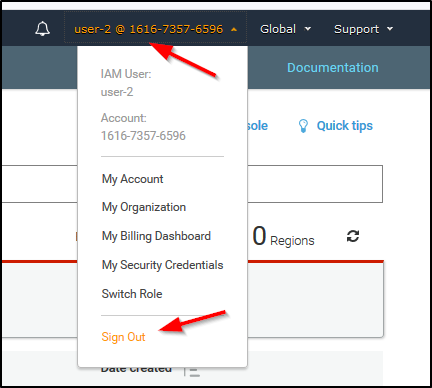 user-2 @ 1616-7357-6596 Global Support
Documentation
IAM User:
user-2
Account:
1616-7357-6596
sole Quick tips
My Account
My Organization
My Billing Dashboard
0 Regions
My Security Credentials
Switch Role
Sign Out
Date created